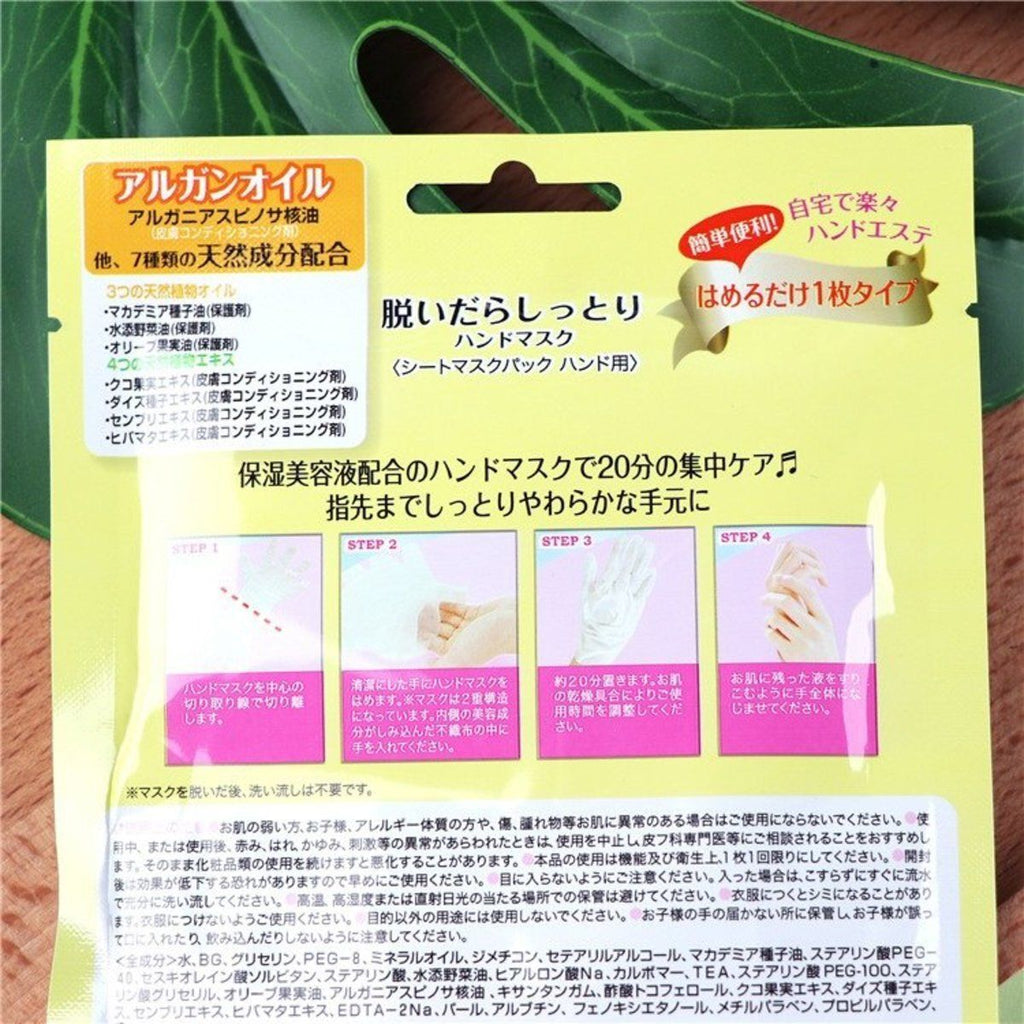 アルガンオイル
アルガニアスピノサ核油
(皮膚コンディショニング剤)
他、7種類の天然成分配合
3つの天然植物オイル
・マカデミア種子油(保護剤)
・水添野菜油(保護剤)
・オリーブ果実油(保護剤)
4つの天然植物エキス
・クコ果実エキス(皮膚コンディショニング剤)
・ダイズ種子エキス(皮膚コンディショニング剤)
・センブリエキス(皮膚コンディショニング剤)
・ヒバマタエキス(皮膚コンディショニング剤)
脱いだらしっとり
ハンドマスク
〈シートマスクパック ハンド用〉
簡単便利!
自宅で楽々
ハンドエステ
はめるだけ1枚タイプ
保湿美容液配合のハンドマスクで20分の集中ケア♬
指先までしっとりやわらかな手元に
STEP 1
ハンドマスクを中心の
切り取り線で切り離
します。
STEP 2
清潔にした手にハンドマスクを
はめます。※マスクは2重構造
になっています。内側の美容成
分がしみ込んだ不織布の中に
手を入れてください。
STEP 3
約20分置きます。お肌
の乾燥具合によりご使
用時間を調整してくだ
さい。
STEP 4
お肌に残った液をすり
こむように手全体にな
じませてください。
※マスクを脱いだ後、洗い流しは不要です。
●お肌の弱い方、お子様、アレルギー体質の方や、傷、腫れ物等お肌に異常のある場合はご使用にならないでください。●使
用中、または使用後、赤み、はれ、かゆみ、刺激等の異常があらわれたときは、使用を中止し、皮フ科専門医等にご相談されることをおすすめし
ます。そのまま化粧品類の使用を続けますと悪化することがあります。●本品の使用は機能及び衛生上、1枚1回限りにしてください。●開封
後は効果が低下する恐れがありますので早めにご使用ください。●目に入らないようにご注意ください。入った場合は、こすらずにすぐに流水
で充分に洗い流してください。●高温、高湿度または直射日光の当たる場所での保管は避けてください。●衣服につくとシミになることがあり
ます。衣服につけないようご使用ください。●目的以外の用途には使用しないでください。●お子様の手の届かない所に保管し、お子様が誤っ
て口に入れたり、飲み込んだりしないように注意してください。
<全成分>水、BG、グリセリン、PEG-8、ミネラルオイル、ジメチコン、セテアリルアルコール、マカデミア種子油、ステアリン酸PEG-
40、セスキオレイン酸ソルビタン、ステアリン酸、水添野菜油、ヒアルロン酸Na、カルボマー、TEA、ステアリン酸PEG-100、ステア
リン酸グリセリル、オリーブ果実油、アルガニアスピノサ核油、キサンタンガム、酢酸トコフェロール、クコ果実エキス、ダイズ種子エキ
ス、センブリエキス、ヒバマタエキス、EDTA-2Na、パール、アルブチン、フェノキシエタノール、メチルパラベン、プロピルパラベン、